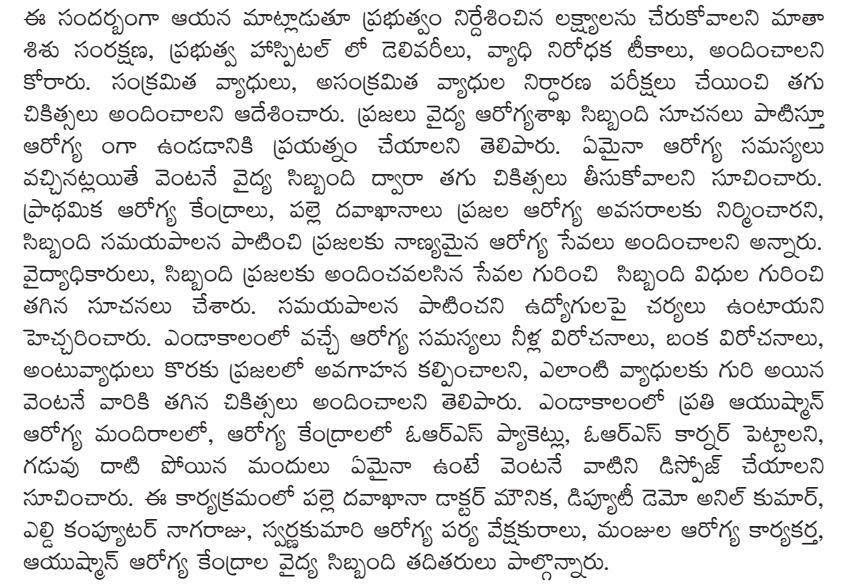 ఈ సందర్బంగా ఆయన మాట్లాడుతూ ప్రభుత్వం నిర్దేశించిన లక్ష్యాలను చేరుకోవాలని మాతా
శిశు సంరక్షణ, ప్రభుత్వ హాస్పిటల్ లో డెలివరీలు, వ్యాధి నిరోధక టీకాలు, అందించాలని
కోరారు. సంక్రమిత వ్యాధులు, అసంక్రమిత వ్యాధుల నిర్ధారణ పరీక్షలు చేయించి తగు
చికిత్సలు అందించాలని ఆదేశించారు. ప్రజలు వైద్య ఆరోగ్యశాఖ సిబ్బంది సూచనలు పాటిస్తూ
ఆరోగ్య ంగా ఉండడానికి ప్రయత్నం చేయాలని తెలిపారు. ఏమైనా ఆరోగ్య సమస్యలు
వచ్చినట్లయితే వెంటనే వైద్య సిబ్బంది ద్వారా తగు చికిత్సలు తీసుకోవాలని సూచించారు.
ప్రాథమిక ఆరోగ్య కేంద్రాలు, పల్లె దవాఖానాలు ప్రజల ఆరోగ్య అవసరాలకు నిర్మించారని,
సిబ్బంది సమయపాలన పాటించి ప్రజలకు నాణ్యమైన ఆరోగ్య సేవలు అందించాలని అన్నారు.
వైద్యాధికారులు, సిబ్బంది ప్రజలకు అందించవలసిన సేవల గురించి సిబ్బంది విధుల గురించి
తగిన సూచనలు చేశారు. సమయపాలన పాటించని ఉద్యోగులపై చర్యలు ఉంటాయని
హెచ్చరించారు. ఎండాకాలంలో వచ్చే ఆరోగ్య సమస్యలు నీళ్ల విరోచనాలు, బంక విరోచనాలు,
అంటువ్యాధులు కొరకు ప్రజలలో అవగాహన కల్పించాలని, ఎలాంటి వ్యాధులకు గురి అయిన
వెంటనే వారికి తగిన చికిత్సలు అందించాలని తెలిపారు. ఎండాకాలంలో ప్రతి ఆయుష్మాన్
ఆరోగ్య మందిరాలలో, ఆరోగ్య కేంద్రాలలో ఓఆర్ఎస్ ప్యాకెట్లు, ఓఆర్ఎస్ కార్నర్ పెట్టాలని,
గడువు దాటి పోయిన మందులు ఏమైనా ఉంటే వెంటనే వాటిని డిస్పోజ్ చేయాలని
సూచించారు. ఈ కార్యక్రమంలో పల్లె దవాఖానా డాక్టర్ మౌనిక, డిప్యూటీ డెమో అనిల్ కుమార్,
ఎల్డి కంప్యూటర్ నాగరాజు, స్వర్ణకుమారి ఆరోగ్య పర్య వేక్షకురాలు, మంజుల ఆరోగ్య కార్యకర్త,
ఆయుష్మాన్ ఆరోగ్య కేంద్రాల వైద్య సిబ్బంది తదితరులు పాల్గొన్నారు.